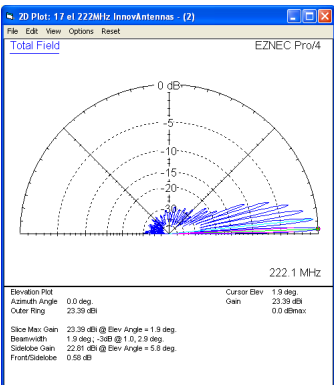 2D Plot: 17 el 222MHz InnovAntennas - (2)
File Edit View Options Reset
Total Field
EZNEC Pro/4
0 dB
-5
-10
-15
-20
222.1 MHz
Elevation Plot
Azimuth Angle 0.0 deg.
Outer Ring 23.39 dBi
Cursor Elev 1.9 deg.
Gain 23.39 dBi
0.0 dBmax
Slice Max Gain 23.39 dBi @ Elev Angle = 1.9 deg.
Beamwidth 1.9 deg.; -3dB @ 1.0, 2.9 deg.
Sidelobe Gain 22.81 dBi @ Elev Angle = 5.8 deg.
Front/Sidelobe 0.58 dB